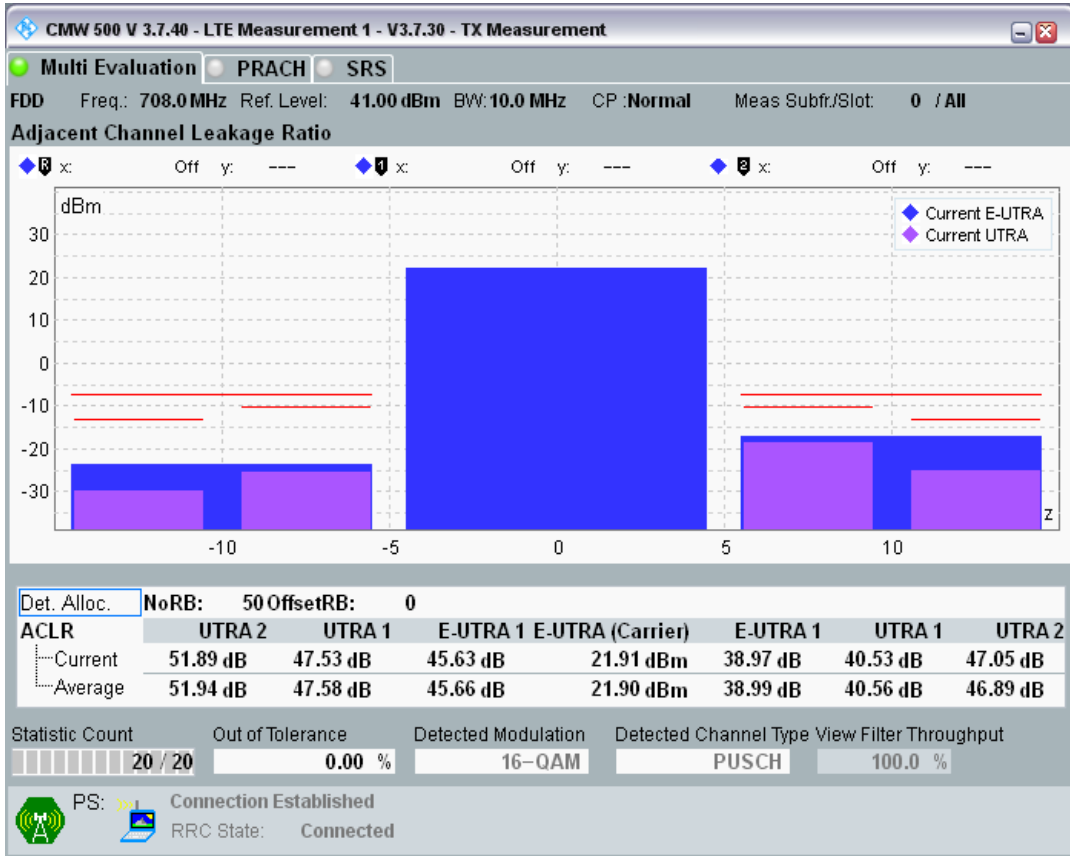 CMW 500 V 3.7.40 - LTE Measurement 1 - V3.7.30 - TX Measurement
Multi Evaluation PRACH SRS
FDD Freq.: 708.0 MHz Ref. Level: 41.00 dBm BW: 10.0 MHz CP :Normal Meas Subfr./Slot: 0 / All
Adjacent Channel Leakage Ratio
R x: Off y: --- 1 x: Off y: --- 2 x: Off y: ---
dBm
Current E-UTRA
Current UTRA
30
20
10
0
-10
-20
-30
z
-10 -5 0 5 10
Det. Alloc. NoRB: 50 OffsetRB: 0
ACLR UTRA 2 UTRA 1 E-UTRA 1 E-UTRA (Carrier) E-UTRA 1 UTRA 1 UTRA 2
Current 51.89 dB 47.53 dB 45.63 dB 21.91 dBm 38.97 dB 40.53 dB 47.05 dB
Average 51.94 dB 47.58 dB 45.66 dB 21.90 dBm 38.99 dB 40.56 dB 46.89 dB
Statistic Count Out of Tolerance Detected Modulation Detected Channel Type View Filter Throughput
20 / 20 0.00 % 16-QAM PUSCH 100.0 %
PS: Connection Established
RRC State: Connected